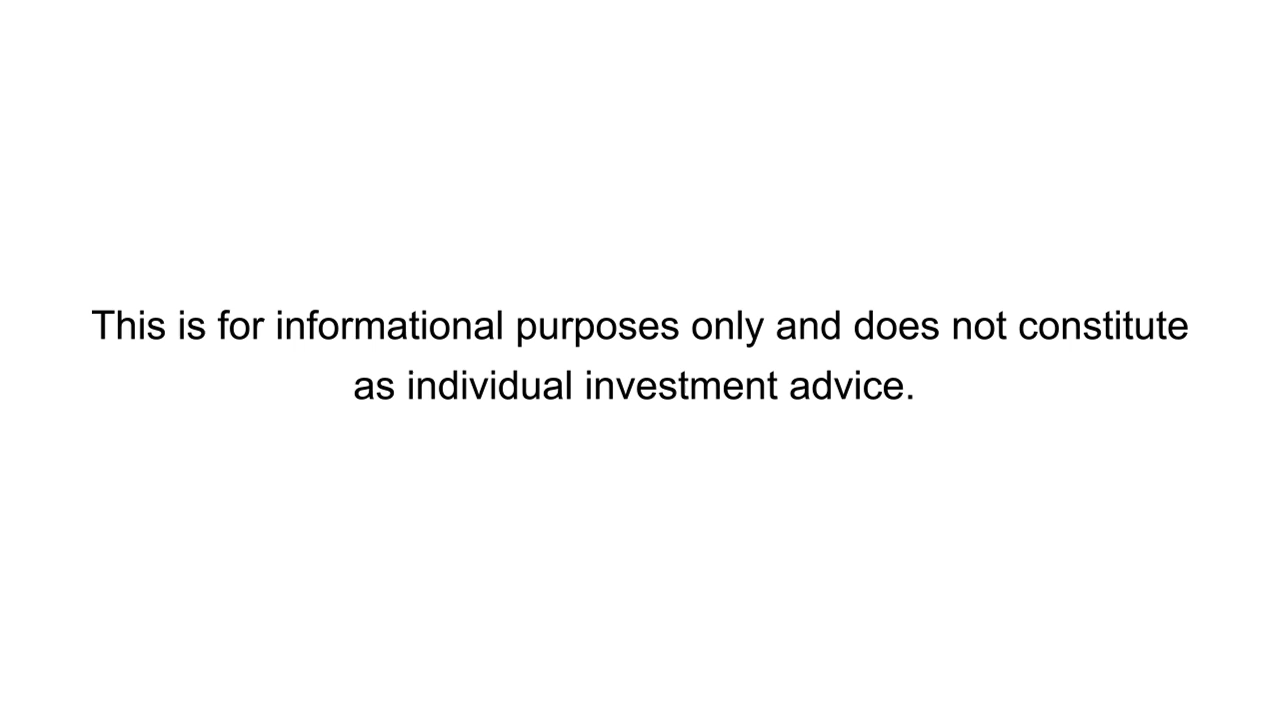 This is for informational purposes only and does not constitute
as individual investment advice.